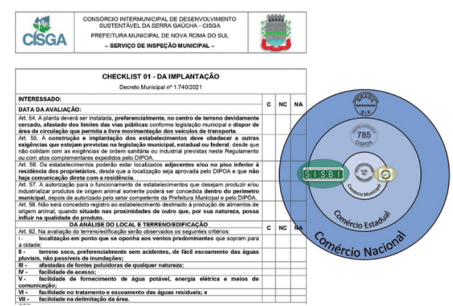 CISGA
CONSÓRCIO INTERMUNICIPAL DE DESENVOLVIMENTO
SUSTENTÁVEL DA SERRA GAÚCHA - CISGA
PREFEITURA MUNICIPAL DE NOVA ROMA DO SUL
– SERVIÇO DE INSPEÇÃO MUNICIPAL –
CHECKLIST 01 - DA IMPLANTAÇÃO
Decreto Municipal nº 1.740/2021
INTERESSADO:
C NC NA
DATA DA AVALIAÇÃO:
Art. 54. A planta deverá ser instalada, preferencialmente, no centro de terreno devidamente
cercado, afastado dos limites das vias públicas conforme legislação municipal e dispor de
área de circulação que permita a livre movimentação dos veículos de transporte.
Art. 55. A construção e implantação dos estabelecimentos deve obedecer a outras
exigências que estejam previstas na legislação municipal, estadual ou federal, desde que
não colidam com as exigências de ordem sanitária ou industrial previstas neste Regulamento
ou com atos complementares expedidos pelo DIPOA.
Art. 56. Os estabelecimentos poderão estar localizados adjacentes e/ou no piso inferior à
residência dos proprietários, desde que a localização seja aprovada pelo DIPOA e que não
haja comunicação direta com a residência.
Art. 57. A autorização para o funcionamento de estabelecimentos que desejam produzir e/ou
industrializar produtos de origem animal somente poderá ser concedida dentro do perímetro
municipal, depois de autorizado pelo setor competente da Prefeitura Municipal e pelo DIPOA.
Art. 58. Não será concedido registro ao estabelecimento destinado à produção de alimentos de
origem animal, quando situado nas proximidades de outro que, por sua natureza, possa
influir na qualidade do produto.
DA ANÁLISE DO LOCAL E TERRENO/EDIFICAÇÃO
C NC NA
Art. 62. Na avaliação do terreno/edificação serão observados os seguintes critérios:
I - localização em ponto que se oponha aos ventos predominantes que sopram para
a cidade;
II - terreno seco, preferencialmente sem acidentes, de fácil escoamento das águas
pluviais, não passíveis de inundações;
III - afastadas de fontes poluidoras de qualquer natureza;
IV - facilidade de acesso;
V - facilidade de fornecimento de água potável, energia elétrica e meios de
comunicação;
VI - facilidade no tratamento e escoamento das águas residuais; e
VII - facilidade na delimitação da área.
S.I.F.
785
SISBI
Comércio Municipal
Comércio Estadual
Comércio Nacional